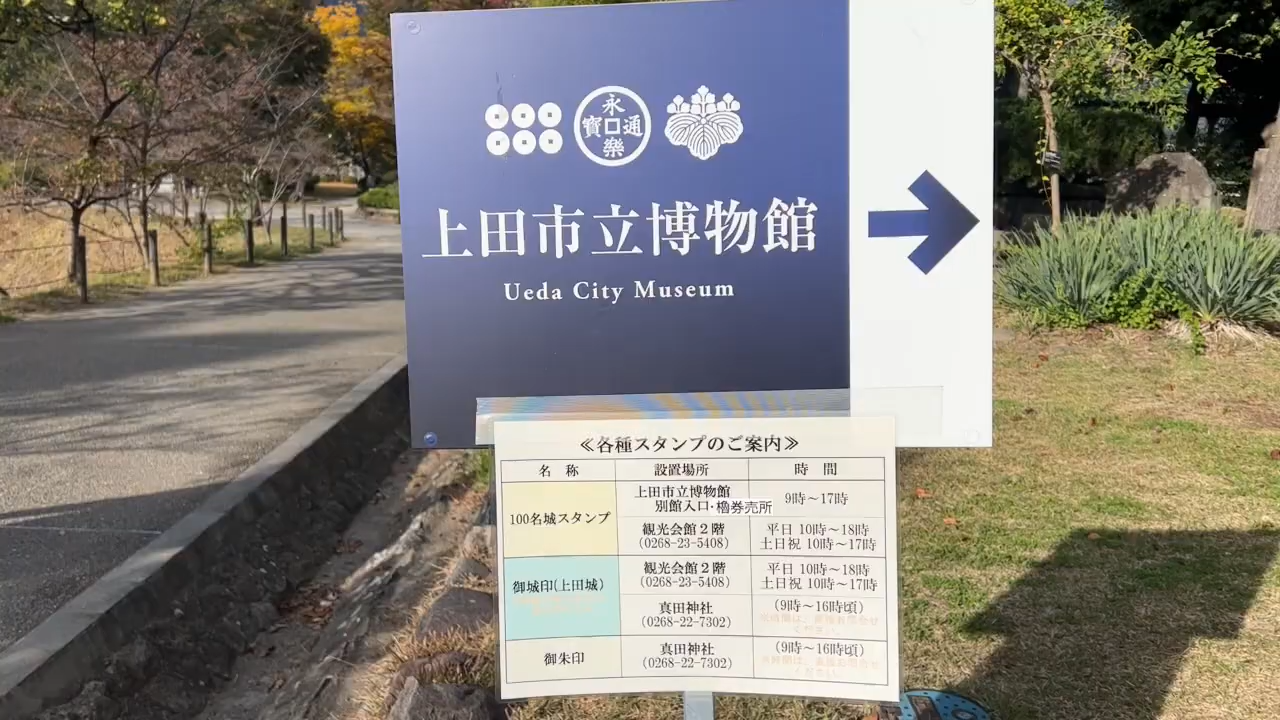 永
寶 通
樂
上田市立博物館
Ueda City Museum
≪各種スタンプのご案内≫
名 称 設置場所 時 間
100名城スタンプ
上田市立博物館
別館入口・櫓券売所
9時～17時
観光会館２階
(0268-23-5408)
平日 10時～18時
土日祝 10時～17時
御城印(上田城)
観光会館２階
(0268-23-5408)
平日 10時～18時
土日祝 10時～17時
真田神社
(0268-22-7302)
(9時～16時頃)
御朱印
真田神社
(0268-22-7302)
(9時～16時頃)